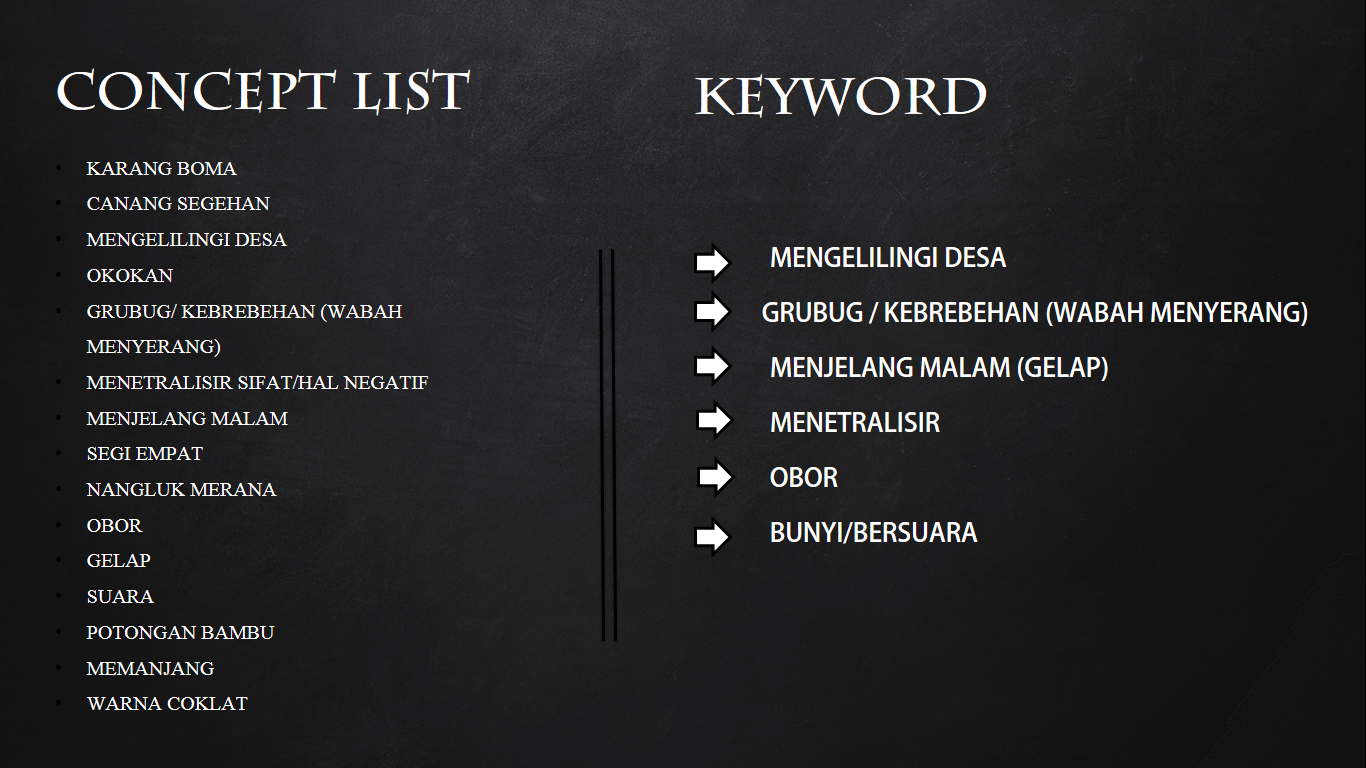 CONCEPT LIST
KARANG BOMA
CANANG SEGEHAN
MENGELILINGI DESA
OKOKAN
GRUBUG/ KEBREBEHAN (WABAH
MENYERANG)
MENETRALISIR SIFAT/HAL NEGATIF
MENJELANG MALAM
SEGI EMPAT
NANGLUK MERANA
OBOR
GELAP
SUARA
POTONGAN BAMBU
MEMANJANG
WARNA COKLAT
KEYWORD
MENGELILINGI DESA
GRUBUG / KEBREBEHAN (WABAH MENYERANG)
MENJELANG MALAM (GELAP)
MENETRALISIR
OBOR
BUNYI/BERSUARA